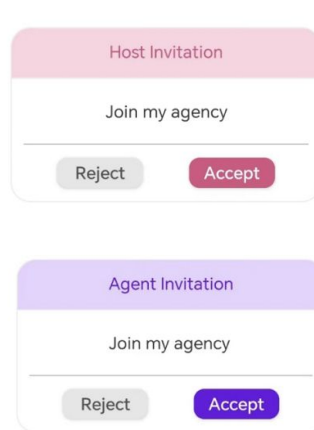 Host Invitation
Join my agency
Reject Accept
Agent Invitation
Join my agency
Reject Accept